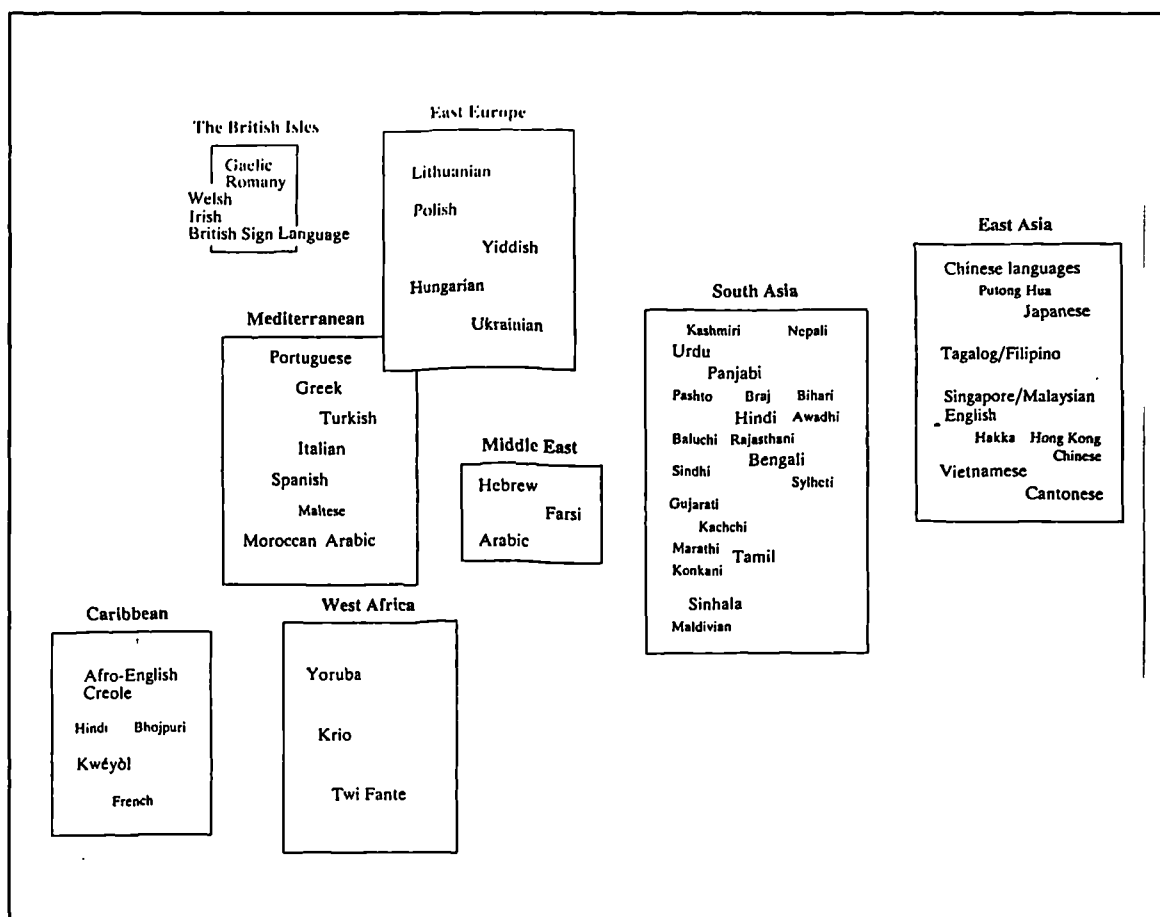 The British Isles
Gaelic
Romany
Welsh
Irish
British Sign Language
East Europe
Lithuanian
Polish
Yiddish
Hungarian
Ukrainian
Mediterranean
Portuguese
Greek
Turkish
Italian
Spanish
Maltese
Moroccan Arabic
Middle East
Hebrew
Farsi
Arabic
South Asia
Kashmiri Nepali
Urdu
Panjabi
Pashto Braj Bihari
Hindi Awadhi
Baluchi Rajasthani
Bengali
Sindhi
Sylheti
Gujarati
Kachchi
Marathi
Tamil
Konkani
Sinhala
Maldivian
East Asia
Chinese languages
Putong Hua
Japanese
Tagalog/Filipino
Singapore/Malaysian
English
Hakka Hong Kong
Chinese
Vietnamese
Cantonese
Caribbean
Afro-English
Creole
Hindi Bhojpuri
Kwéyòl
French
West Africa
Yoruba
Krio
Twi Fante